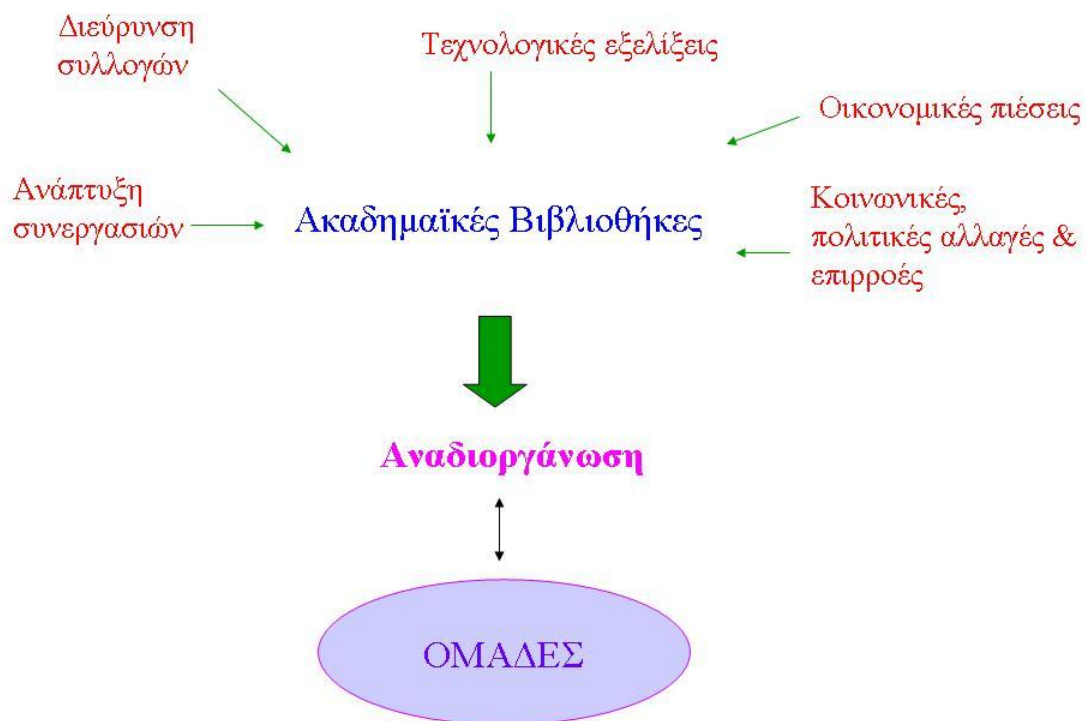 Διεύρυνση
συλλογών
Τεχνολογικές εξελίξεις
Οικονομικές πιέσεις
Ανάπτυξη
συνεργασιών
Ακαδημαϊκές Βιβλιοθήκες
Κοινωνικές,
πολιτικές αλλαγές &
επιρροές
Αναδιοργάνωση
ΟΜΑΔΕΣ